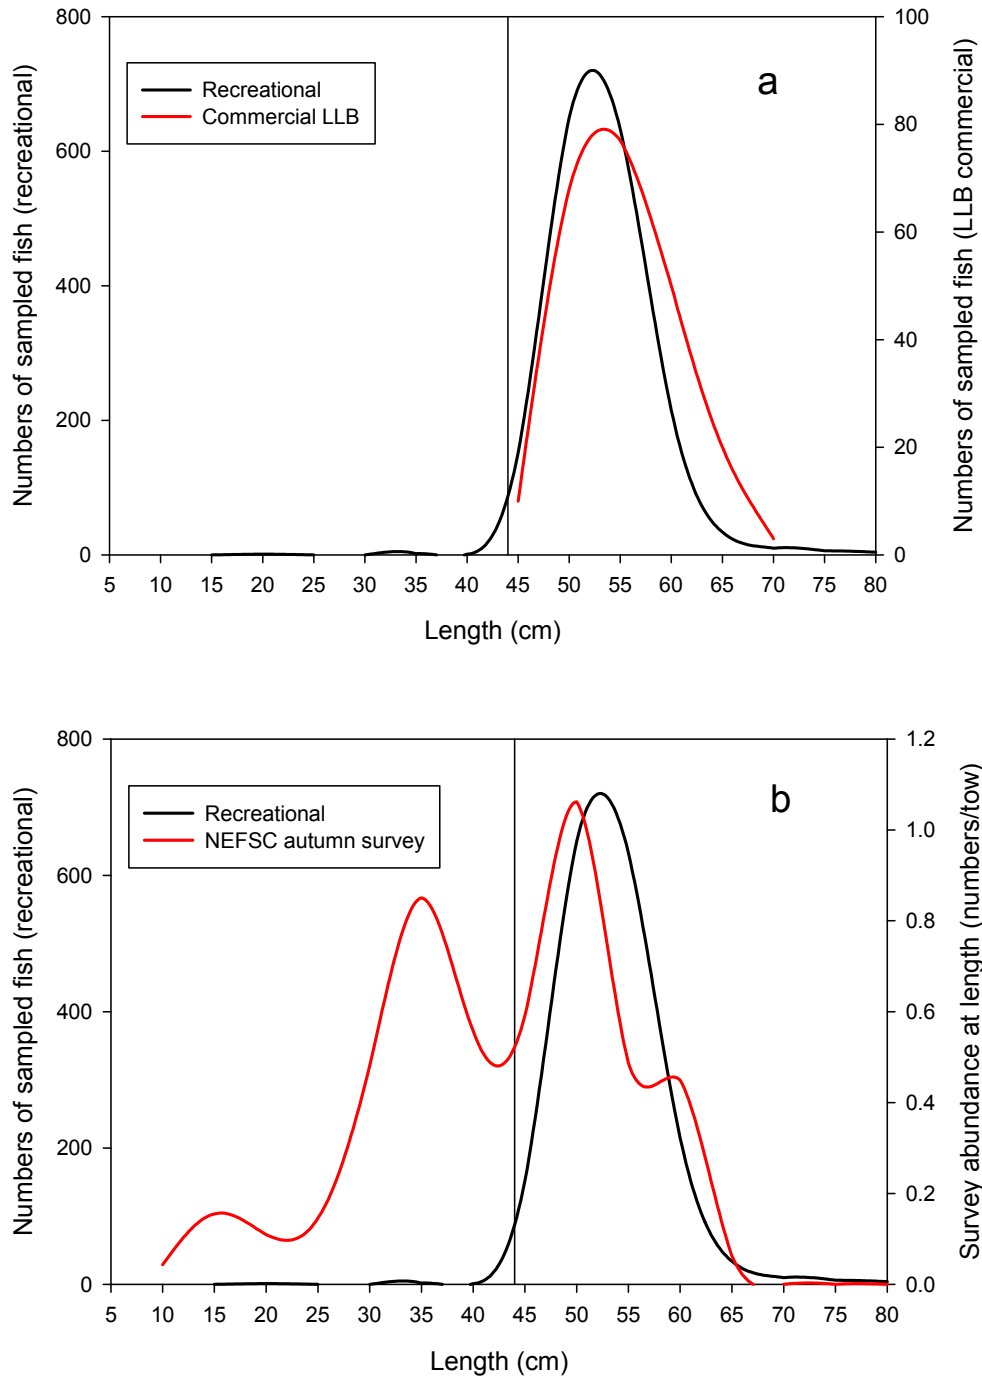 800
600
400
200
0
Numbers of sampled fish (recreational)
100
80
60
40
20
0
Numbers of sampled fish (LLB commercial)
Recreational
Commercial LLB
a
5 10 15 20 25 30 35 40 45 50 55 60 65 70 75 80
Length (cm)
800
600
400
200
0
Numbers of sampled fish (recreational)
1.2
1.0
0.8
0.6
0.4
0.2
0.0
Survey abundance at length (numbers/tow)
Recreational
NEFSC autumn survey
b
5 10 15 20 25 30 35 40 45 50 55 60 65 70 75 80
Length (cm)